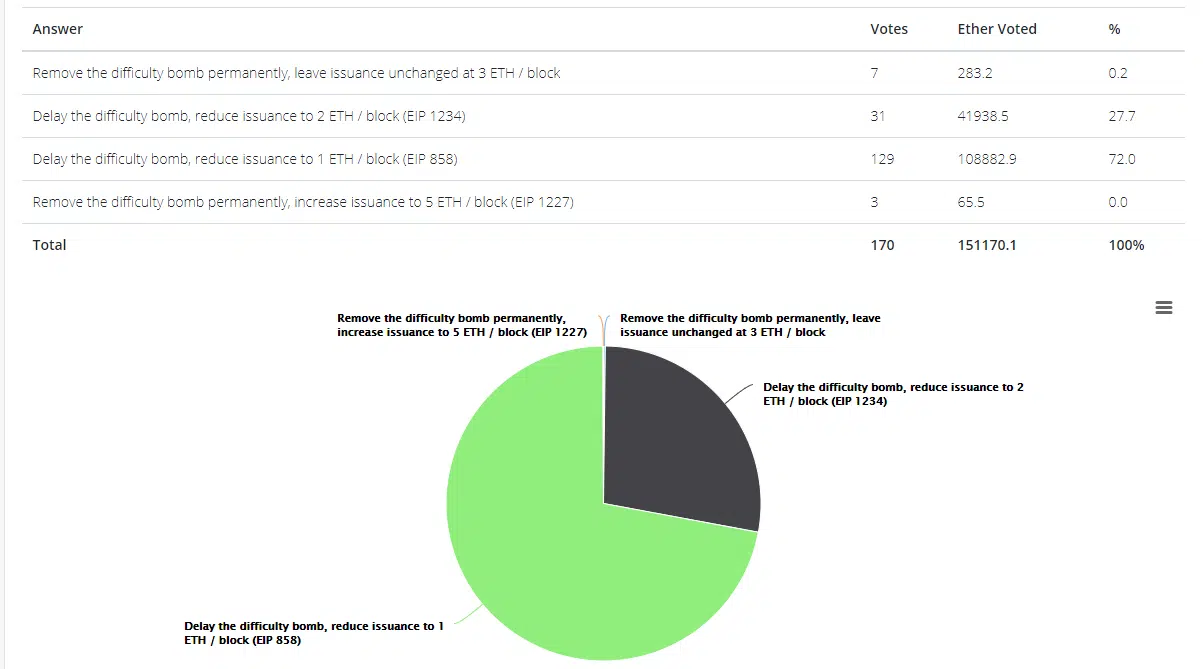 Answer Votes Ether Voted %
Remove the difficulty bomb permanently, leave issuance unchanged at 3 ETH / block 7 283.2 0.2
Delay the difficulty bomb, reduce issuance to 2 ETH / block (EIP 1234) 31 41938.5 27.7
Delay the difficulty bomb, reduce issuance to 1 ETH / block (EIP 858) 129 108882.9 72.0
Remove the difficulty bomb permanently, increase issuance to 5 ETH / block (EIP 1227) 3 65.5 0.0
Total 170 151170.1 100%
Remove the difficulty bomb permanently,
increase issuance to 5 ETH / block (EIP 1227)
Remove the difficulty bomb permanently, leave
issuance unchanged at 3 ETH / block
Delay the difficulty bomb, reduce issuance to 2
ETH / block (EIP 1234)
Delay the difficulty bomb, reduce issuance to 1
ETH / block (EIP 858)